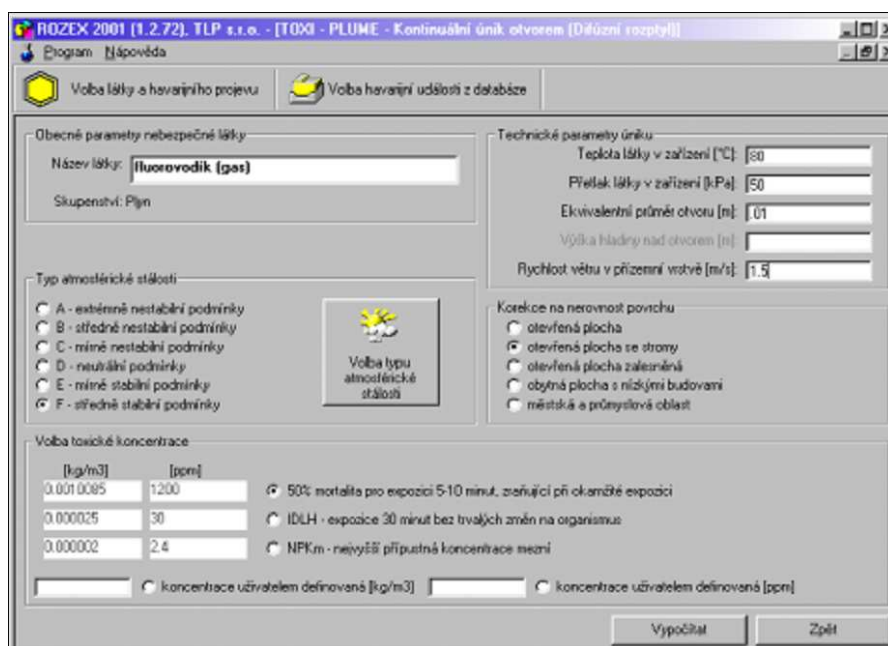 ROZEX 2001 (1.2.72), TLP s.r.o. - [TOXI - PLUME - Kontinuální únik otvorem (Difúzní rozptyl)]
Program Nápověda
Volba látky a havarijního projevu
Volba havarijní události z databáze
Obecné parametry nebezpečné látky
Název látky: fluorovodík (gas)
Skupenství: Plyn
Technické parametry úniku
Teplota látky v zařízení [°C]: 80
Přetlak látky v zařízení [kPa]: 50
Ekvivalentní průměr otvoru [m]: .01
Výška hladiny nad otvorem [m]:
Rychlost větru v přízemní vrstvě [m/s]: 1.5
Typ atmosférické stálosti
A - extrémně nestabilní podmínky
B - středně nestabilní podmínky
C - mírně nestabilní podmínky
D - neutrální podmínky
E - mírně stabilní podmínky
F - středně stabilní podmínky
Volba typu
atmosférické
stálosti
Korekce na nerovnost povrchu
otevřená plocha
otevřená plocha se stromy
otevřená plocha zalesněná
obytná plocha s nízkými budovami
městská a průmyslová oblast
Volba toxické koncentrace
[kg/m3] [ppm]
0.0010085 1200 50% mortalita pro expozici 5-10 minut, zraňující při okamžité expozici
0.000025 30 IDLH - expozice 30 minut bez trvalých změn na organismus
0.000002 2.4 NPKm - nejvyšší přípustná koncentrace mezní
koncentrace uživatelem definovaná [kg/m3] koncentrace uživatelem definovaná [ppm]
Vypočítat Zpět